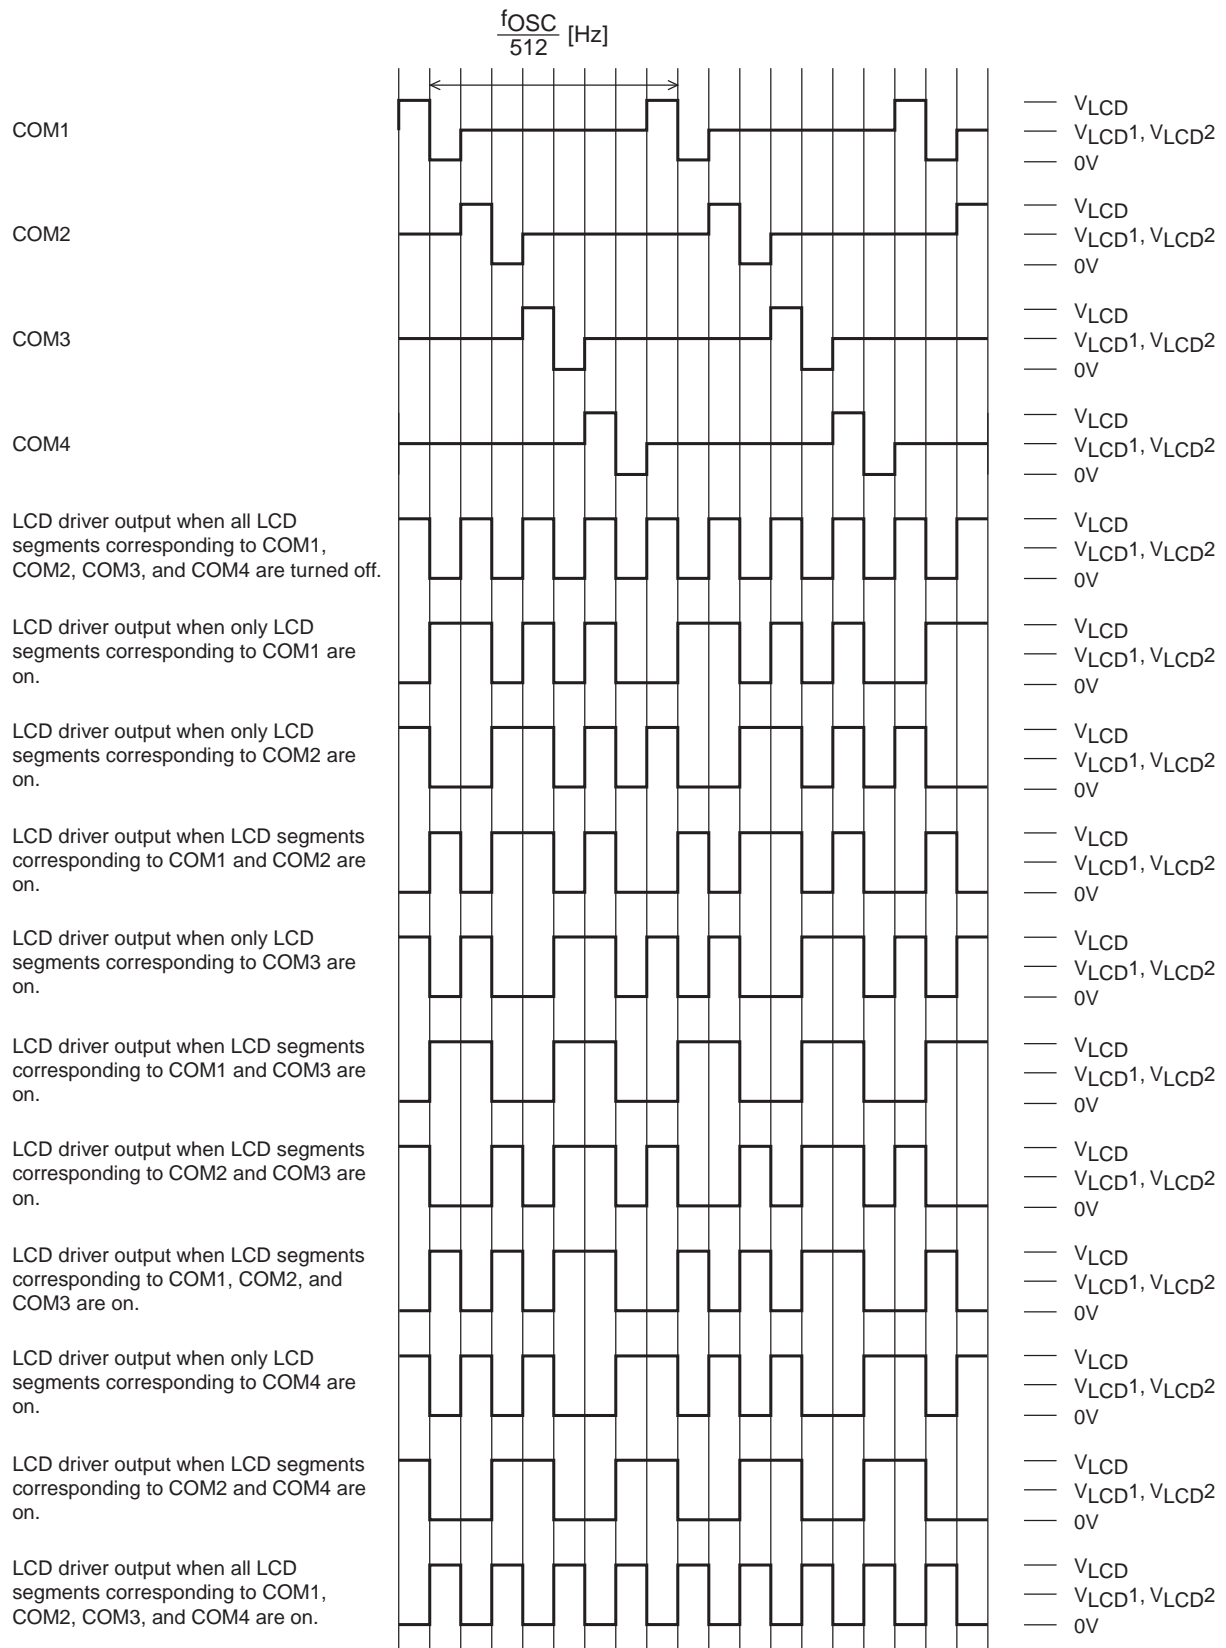 fOSC
512 [Hz]
COM1
VLCD
VLCD1, VLCD2
0V
COM2
VLCD
VLCD1, VLCD2
0V
COM3
VLCD
VLCD1, VLCD2
0V
COM4
VLCD
VLCD1, VLCD2
0V
LCD driver output when all LCD
segments corresponding to COM1,
COM2, COM3, and COM4 are turned off.
VLCD
VLCD1, VLCD2
0V
LCD driver output when only LCD
segments corresponding to COM1 are
on.
VLCD
VLCD1, VLCD2
0V
LCD driver output when only LCD
segments corresponding to COM2 are
on.
VLCD
VLCD1, VLCD2
0V
LCD driver output when LCD segments
corresponding to COM1 and COM2 are
on.
VLCD
VLCD1, VLCD2
0V
LCD driver output when only LCD
segments corresponding to COM3 are
on.
VLCD
VLCD1, VLCD2
0V
LCD driver output when LCD segments
corresponding to COM1 and COM3 are
on.
VLCD
VLCD1, VLCD2
0V
LCD driver output when LCD segments
corresponding to COM2 and COM3 are
on.
VLCD
VLCD1, VLCD2
0V
LCD driver output when LCD segments
corresponding to COM1, COM2, and
COM3 are on.
VLCD
VLCD1, VLCD2
0V
LCD driver output when only LCD
segments corresponding to COM4 are
on.
VLCD
VLCD1, VLCD2
0V
LCD driver output when LCD segments
corresponding to COM2 and COM4 are
on.
VLCD
VLCD1, VLCD2
0V
LCD driver output when all LCD
segments corresponding to COM1,
COM2, COM3, and COM4 are on.
VLCD
VLCD1, VLCD2
0V